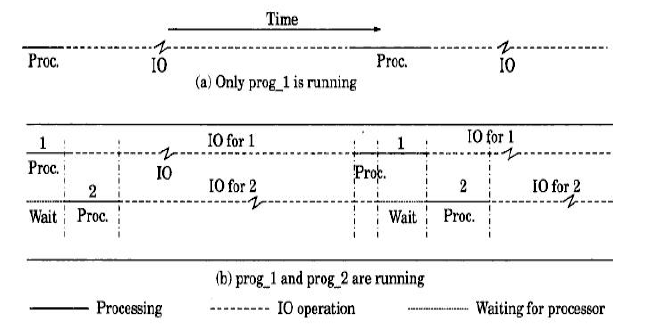 Time
Proc. IO Proc. IO
(a) Only prog_1 is running
1 IO for 1 1 IO for 1
Proc. IO Proc.
2 IO for 2 2 IO for 2
Wait Proc. Wait Proc.
(b) prog_1 and prog_2 are running
Processing IO operation Waiting for processor